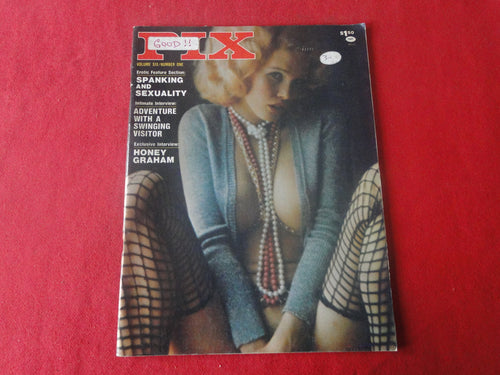 GOOD!!
PIX
$1.50
VOLUME SIX/NUMBER ONE
Erotic Feature Section:
SPANKING
AND
SEXUALITY
Intimate Interview:
ADVENTURE
WITH A
SWINGING
VISITOR
Exclusive Interview:
HONEY
GRAHAM